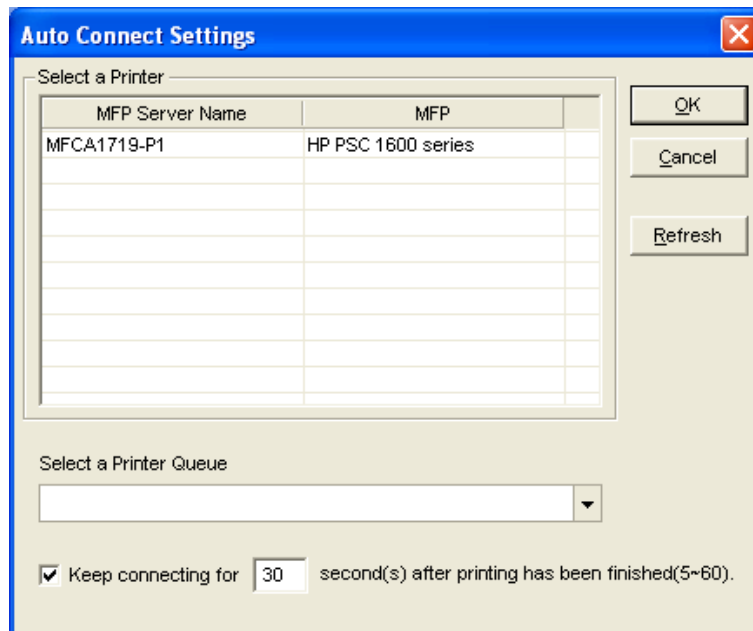 Auto Connect Settings
Select a Printer
MFP Server Name MFP
MFCA1719-P1 HP PSC 1600 series
OK
Cancel
Refresh
Select a Printer Queue
Keep connecting for 30 second(s) after printing has been finished(5~60).